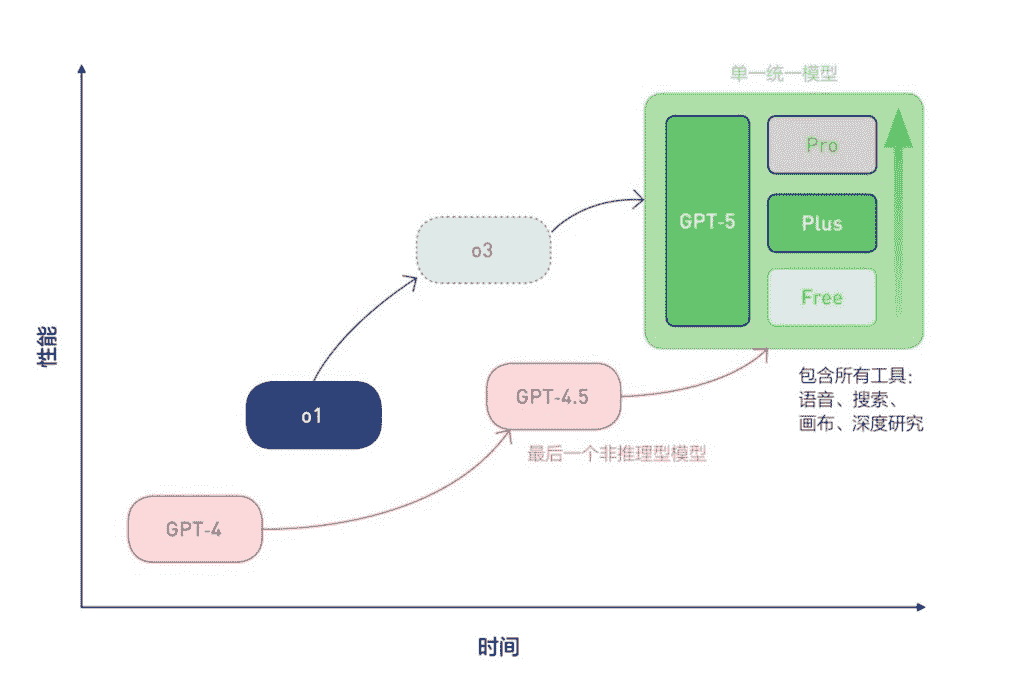 单一统一模型
Pro
GPT-5
Plus
Free
o3
性能
包含所有工具:
语音、搜索、
画布、深度研究
GPT-4.5
o1
最后一个非推理型模型
GPT-4
时间